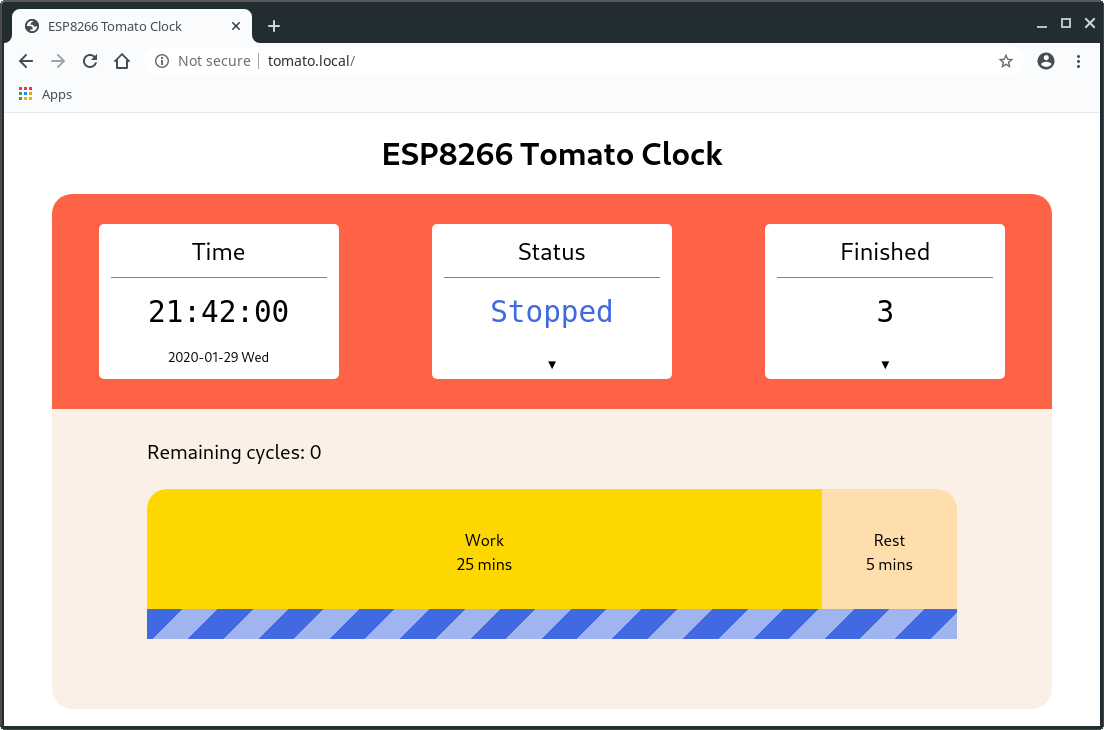 ESP8266 Tomato Clock
Not secure | tomato.local/
Apps
ESP8266 Tomato Clock
Time
21:42:00
2020-01-29 Wed
Status
Stopped
▼
Finished
3
▼
Remaining cycles: 0
Work
25 mins
Rest
5 mins